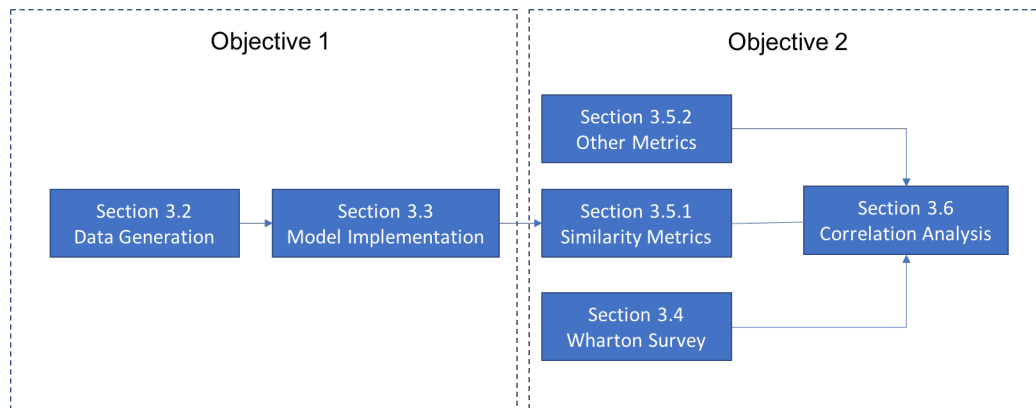 Objective 1
Section 3.2
Data Generation
Section 3.3
Model Implementation
Objective 2
Section 3.5.2
Other Metrics
Section 3.5.1
Similarity Metrics
Section 3.4
Wharton Survey
Section 3.6
Correlation Analysis